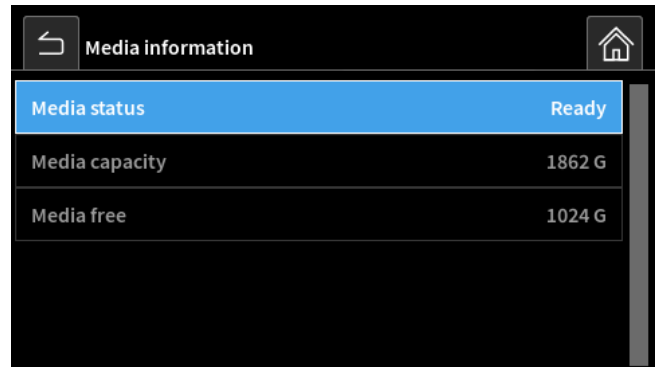 Media information
Media status Ready
Media capacity 1862 G
Media free 1024 G